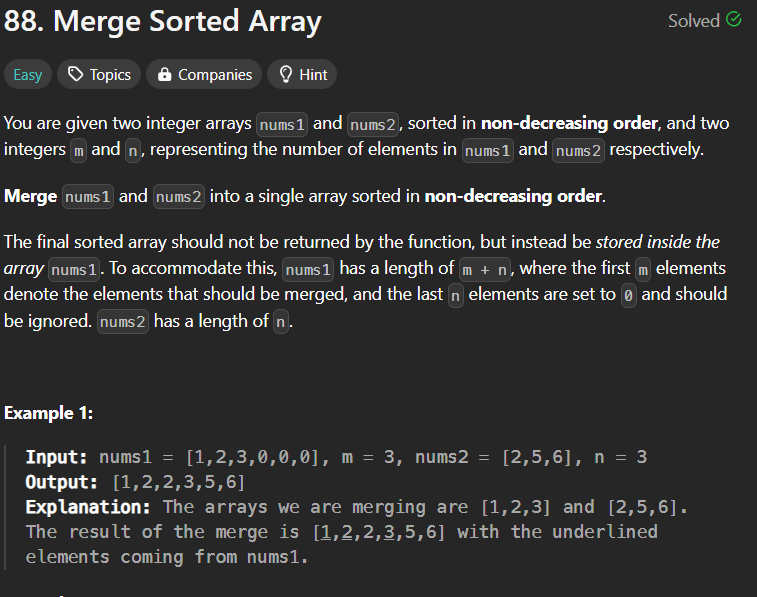 88. Merge Sorted Array
Solved
Easy Topics Companies Hint
You are given two integer arrays nums1 and nums2, sorted in non-decreasing order, and two
integers m and n, representing the number of elements in nums1 and nums2 respectively.
Merge nums1 and nums2 into a single array sorted in non-decreasing order.
The final sorted array should not be returned by the function, but instead be stored inside the
array nums1. To accommodate this, nums1 has a length of m + n, where the first m elements
denote the elements that should be merged, and the last n elements are set to 0 and should
be ignored. nums2 has a length of n.
Example 1:
Input: nums1 = [1,2,3,0,0,0], m = 3, nums2 = [2,5,6], n = 3
Output: [1,2,2,3,5,6]
Explanation: The arrays we are merging are [1,2,3] and [2,5,6].
The result of the merge is [1,2,2,3,5,6] with the underlined
elements coming from nums1.